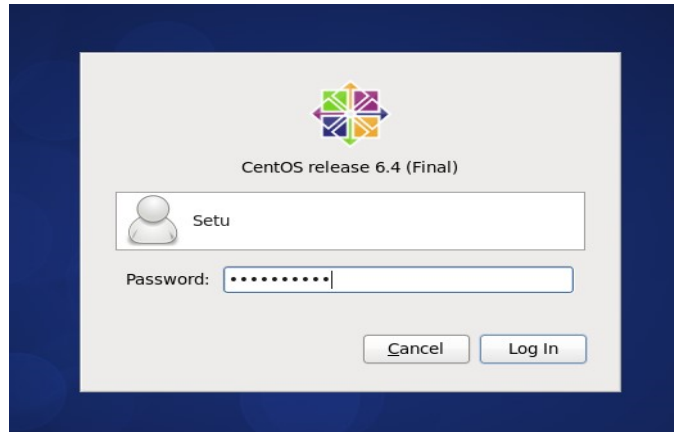 CentOS release 6.4 (Final)
Setu
Password: ••••••••••
Cancel Log In